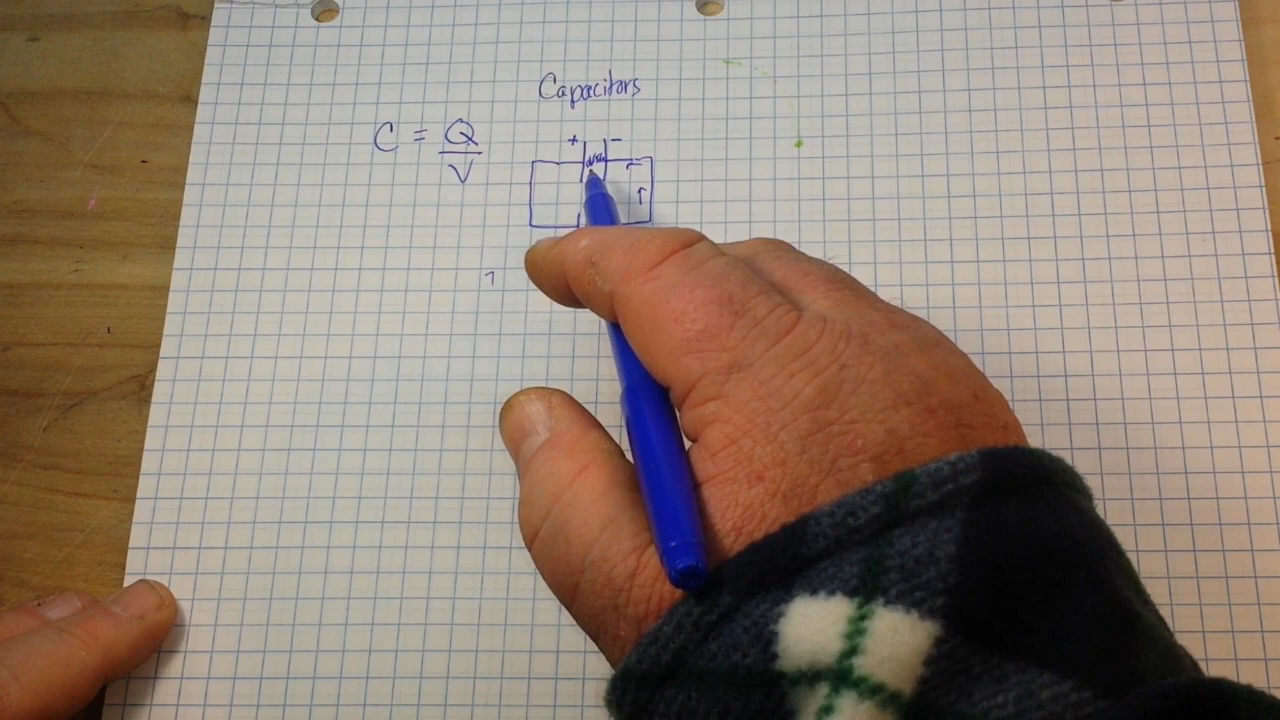 Capacitors
C = Q/V
+ -